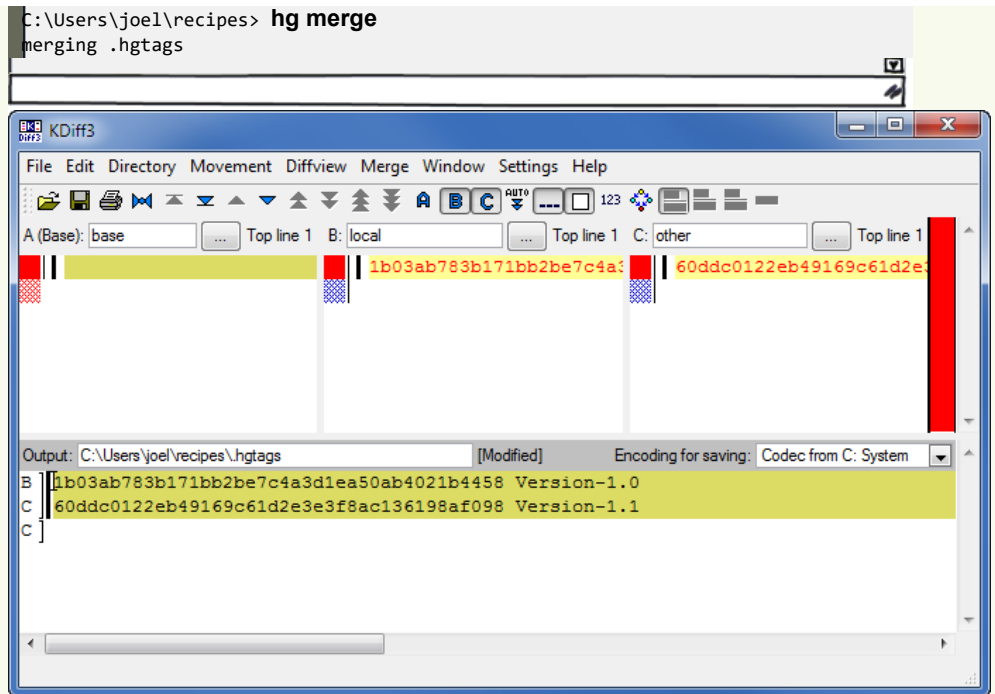 C:\Users\joel\recipes> hg merge
merging .hgtags
KDiff3
File Edit Directory Movement Diffview Merge Window Settings Help
A B C AUTO 123
A (Base): base ... Top line 1 B: local ... Top line 1 C: other ... Top line 1
1b03ab783b171bb2be7c4a3 60ddc0122eb49169c61d2e3
Output: C:\Users\joel\recipes\.hgtags [Modified] Encoding for saving: Codec from C: System
B 1b03ab783b171bb2be7c4a3d1ea50ab4021b4458 Version-1.0
C 60ddc0122eb49169c61d2e3e3f8ac136198af098 Version-1.1
C